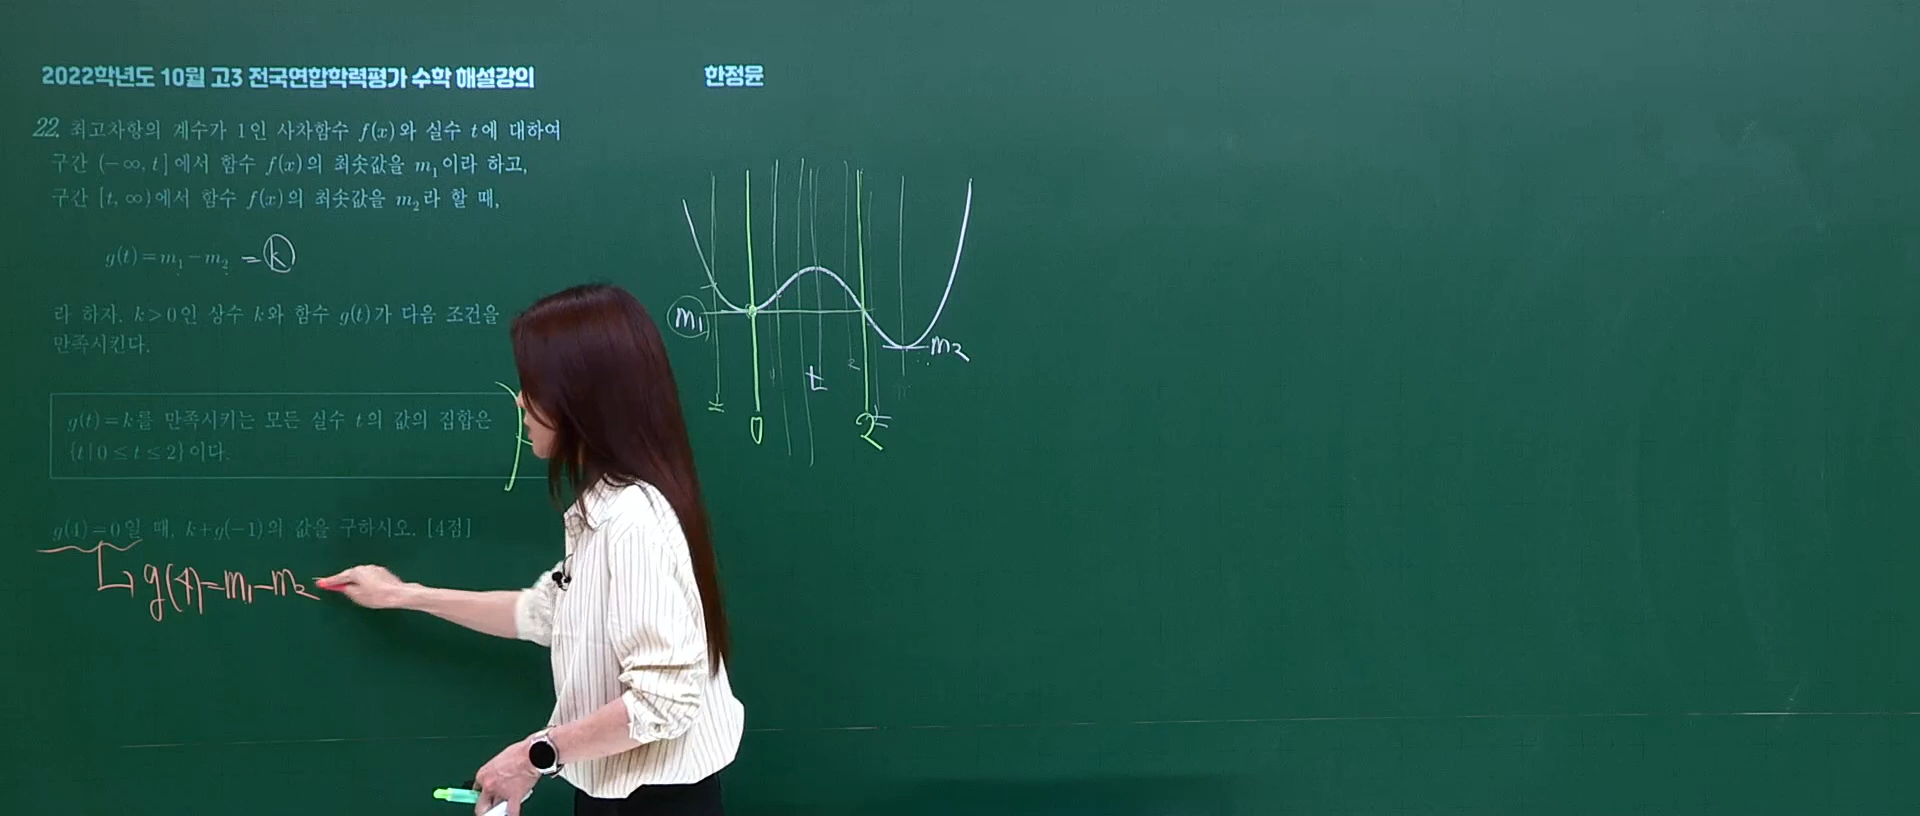 2022학년도 10월 고3 전국연합학력평가 수학 해설강의
한정윤
22. 최고차항의 계수가 1인 사차함수 f(x)와 실수 t에 대하여
구간 (-∞, t]에서 함수 f(x)의 최솟값을 m₁이라 하고,
구간 [t, ∞)에서 함수 f(x)의 최솟값을 m₂라 할 때,
g(t)=m₁-m₂ = k
라 하자. k>0인 상수 k와 함수 g(t)가 다음 조건을
만족시킨다.
g(t)=k를 만족시키는 모든 실수 t의 값의 집합은
{t|0≤t≤2}이다.
g(4)=0일 때, k+g(-1)의 값을 구하시오. [4점]
g(4)=m₁-m₂
m₁
m₂
t
0
2